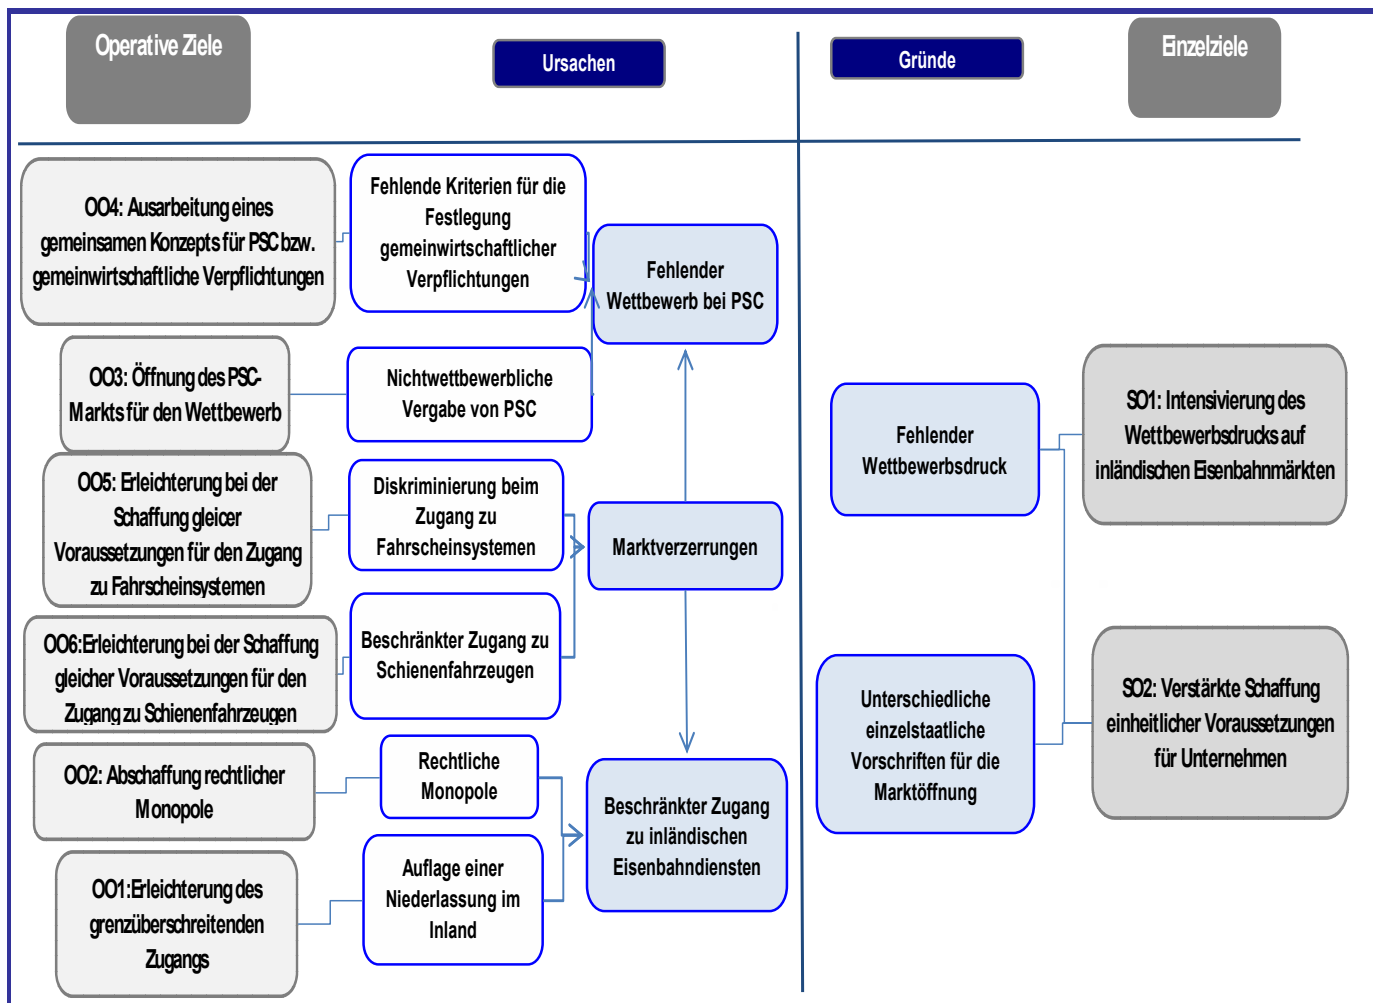 Operative Ziele
Ursachen
Gründe
Einzelziele
OO4: Ausarbeitung eines
gemeinsamen Konzepts für PSC bzw.
gemeinwirtschaftliche Verpflichtungen
Fehlende Kriterien für die
Festlegung
gemeinwirtschaftlicher
Verpflichtungen
Fehlender
Wettbewerb bei PSC
OO3: Öffnung des PSC-
Markts für den Wettbewerb
Nichtwettbewerbliche
Vergabe von PSC
OO5: Erleichterung bei der
Schaffung gleicer
Voraussetzungen für den Zugang
zu Fahrscheinsystemen
Diskriminierung beim
Zugang zu
Fahrscheinsystemen
Marktverzerrungen
OO6:Erleichterung bei der Schaffung
gleicher Voraussetzungen für den
Zugang zu Schienenfahrzeugen
Beschränkter Zugang zu
Schienenfahrzeugen
OO2: Abschaffung rechtlicher
Monopole
Rechtliche
Monopole
Beschränkter Zugang
zu inländischen
Eisenbahndiensten
OO1:Erleichterung des
grenzüberschreitenden
Zugangs
Auflage einer
Niederlassung im
Inland
Fehlender
Wettbewerbsdruck
SO1: Intensivierung des
Wettbewerbsdrucks auf
inländischen Eisenbahnmärkten
Unterschiedliche
einzelstaatliche
Vorschriften für die
Marktöffnung
SO2: Verstärkte Schaffung
einheitlicher Voraussetzungen
für Unternehmen